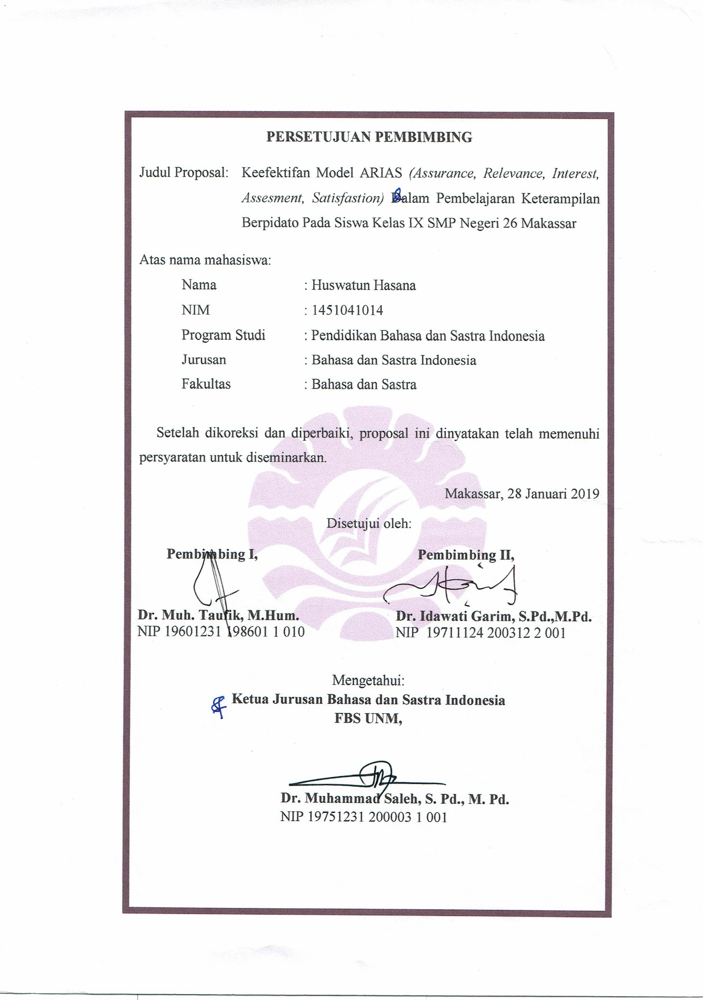 PERSETUJUAN PEMBIMBING
Judul Proposal: Keefektifan Model ARIAS (Assurance, Relevance, Interest,
Assesment, Satisfastion) Dalam Pembelajaran Keterampilan
Berpidato Pada Siswa Kelas IX SMP Negeri 26 Makassar
Atas nama mahasiswa:
Nama : Huswatun Hasana
NIM : 1451041014
Program Studi : Pendidikan Bahasa dan Sastra Indonesia
Jurusan : Bahasa dan Sastra Indonesia
Fakultas : Bahasa dan Sastra
Setelah dikoreksi dan diperbaiki, proposal ini dinyatakan telah memenuhi
persyaratan untuk diseminarkan.
Makassar, 28 Januari 2019
Disetujui oleh:
Pembimbing I, Pembimbing II,
Dr. Muh. Taufik, M.Hum. Dr. Idawati Garim, S.Pd.,M.Pd.
NIP 19601231 198601 1 010 NIP 19711124 200312 2 001
Mengetahui:
Ketua Jurusan Bahasa dan Sastra Indonesia
FBS UNM,
Dr. Muhammad Saleh, S. Pd., M. Pd.
NIP 19751231 200003 1 001